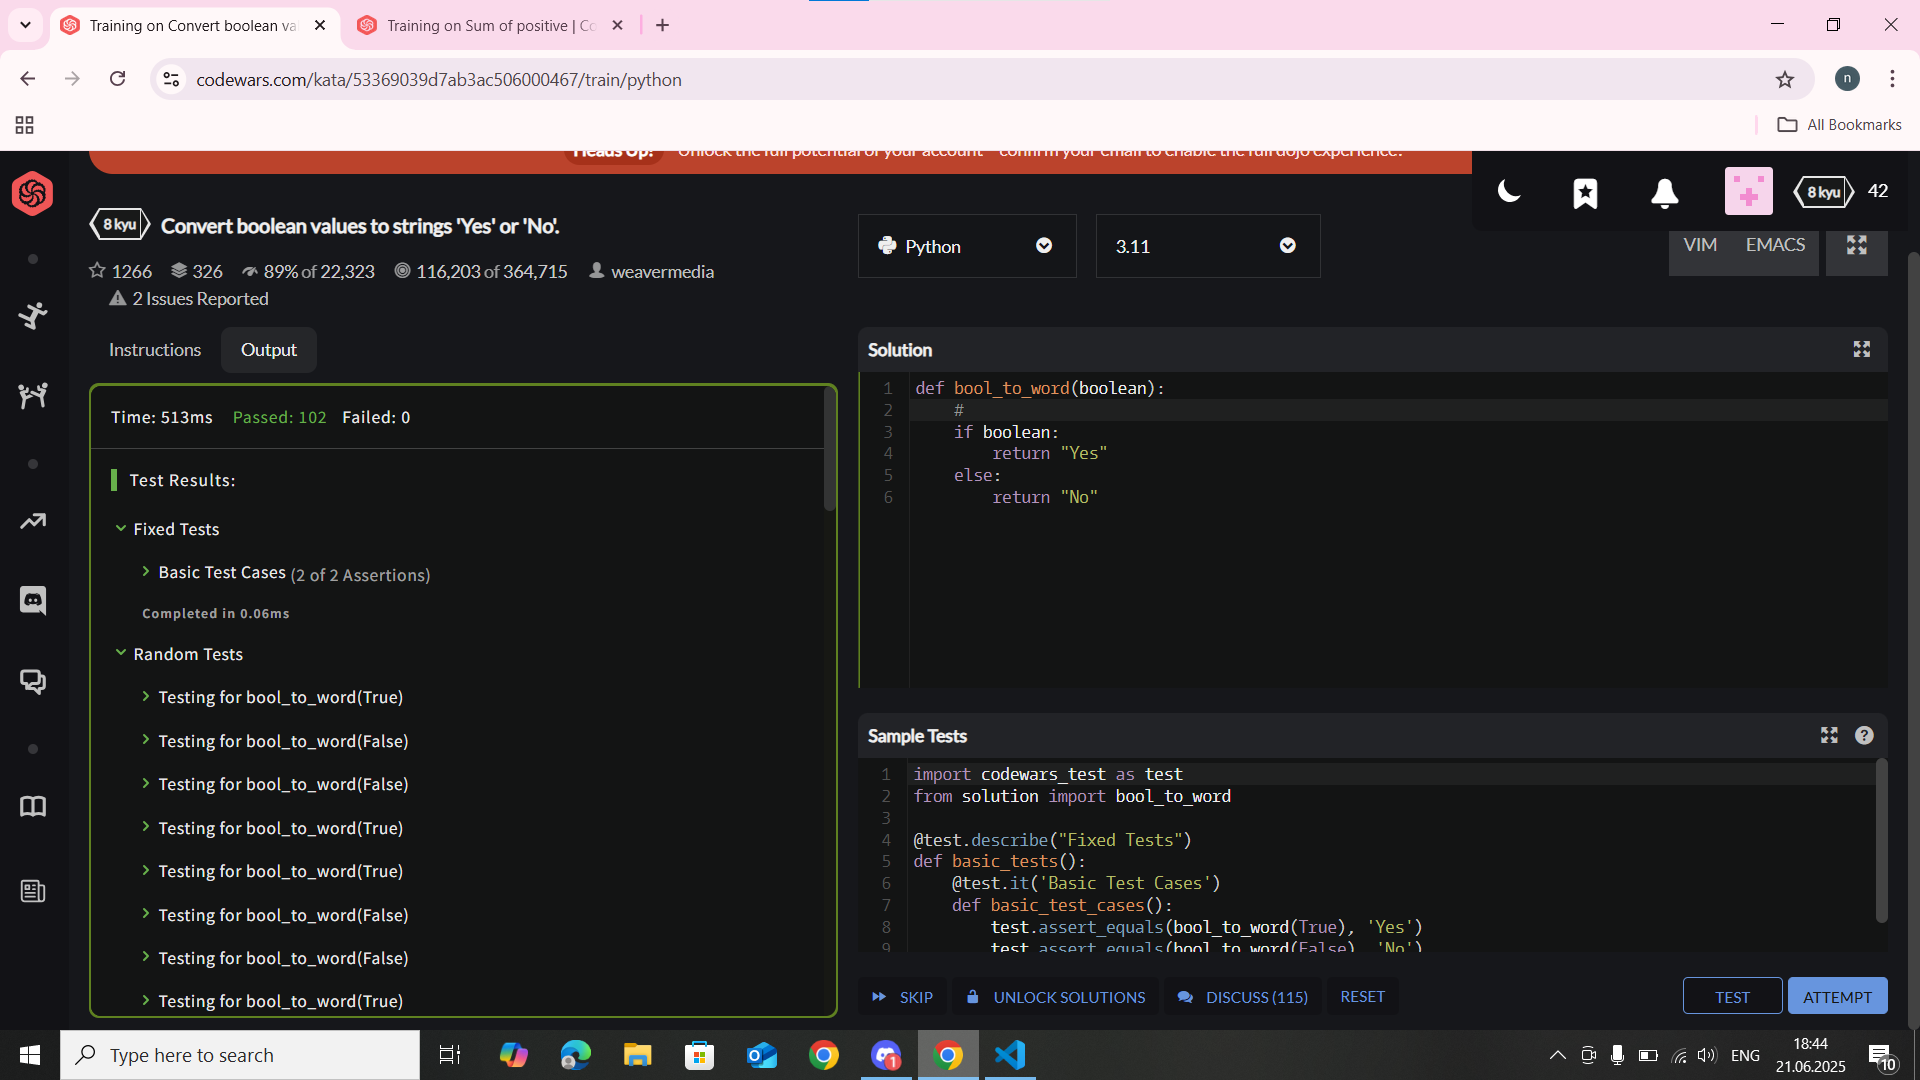 Training on Convert boolean va
Training on Sum of positive | Co
codewars.com/kata/53369039d7ab3ac506000467/train/python
n
All Bookmarks
Heads Up! Unlock the full potential of your account - confirm your email to enable the full dojo experience.
8 kyu
42
8 kyu
Convert boolean values to strings 'Yes' or 'No'.
1266
326
89% of 22,323
116,203 of 364,715
weavermedia
2 Issues Reported
Python
3.11
VIM
EMACS
Instructions
Output
Time: 513ms Passed: 102 Failed: 0
Test Results:
Fixed Tests
Basic Test Cases (2 of 2 Assertions)
Completed in 0.06ms
Random Tests
Testing for bool_to_word(True)
Testing for bool_to_word(False)
Testing for bool_to_word(False)
Testing for bool_to_word(True)
Testing for bool_to_word(True)
Testing for bool_to_word(False)
Testing for bool_to_word(False)
Testing for bool_to_word(True)
Solution
1 def bool_to_word(boolean):
2     #
3     if boolean:
4         return "Yes"
5     else:
6         return "No"
Sample Tests
1 import codewars_test as test
2 from solution import bool_to_word
3
4 @test.describe("Fixed Tests")
5 def basic_tests():
6     @test.it('Basic Test Cases')
7     def basic_test_cases():
8         test.assert_equals(bool_to_word(True), 'Yes')
9         test.assert_equals(bool_to_word(False), 'No')
SKIP
UNLOCK SOLUTIONS
DISCUSS (115)
RESET
TEST
ATTEMPT
Type here to search
1
ENG
18:44
21.06.2025
10